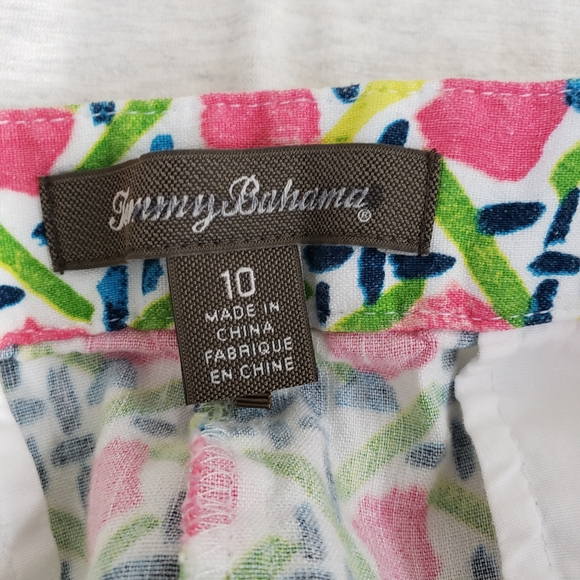 Tommy Bahama®
10
MADE IN
CHINA
FABRIQUE
EN CHINE